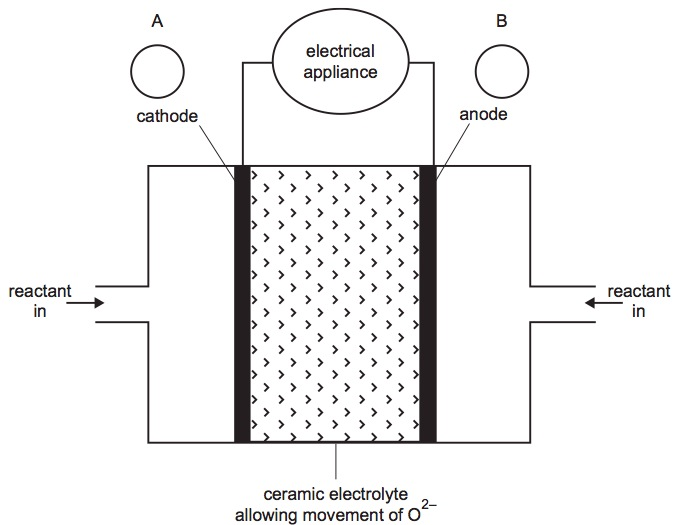 A
B
electrical
appliance
cathode
anode
reactant
in
reactant
in
ceramic electrolyte
allowing movement of O²⁻